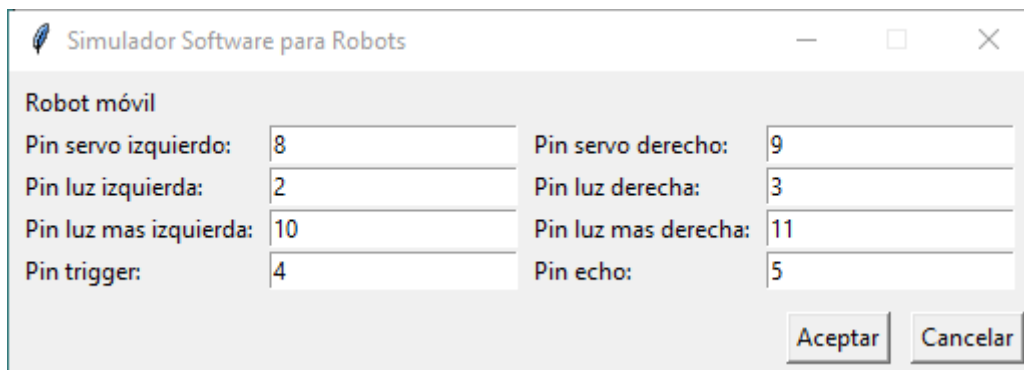 Simulador Software para Robots
Robot móvil
Pin servo izquierdo: 8 Pin servo derecho: 9
Pin luz izquierda: 2 Pin luz derecha: 3
Pin luz mas izquierda: 10 Pin luz mas derecha: 11
Pin trigger: 4 Pin echo: 5
Aceptar Cancelar